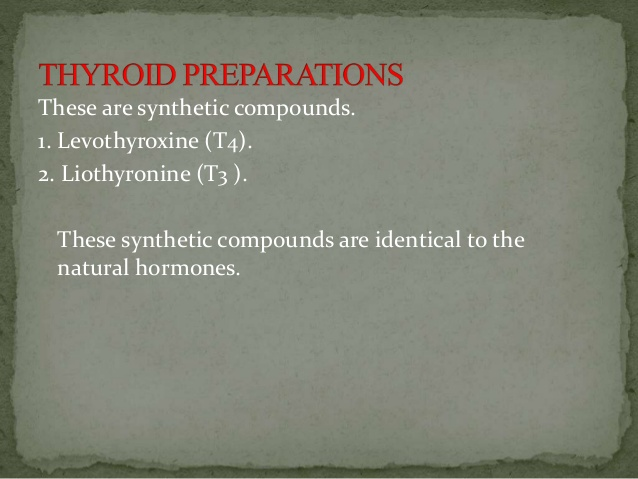 THYROID PREPARATIONS
These are synthetic compounds.
1. Levothyroxine (T4).
2. Liothyronine (T3 ).
These synthetic compounds are identical to the
natural hormones.